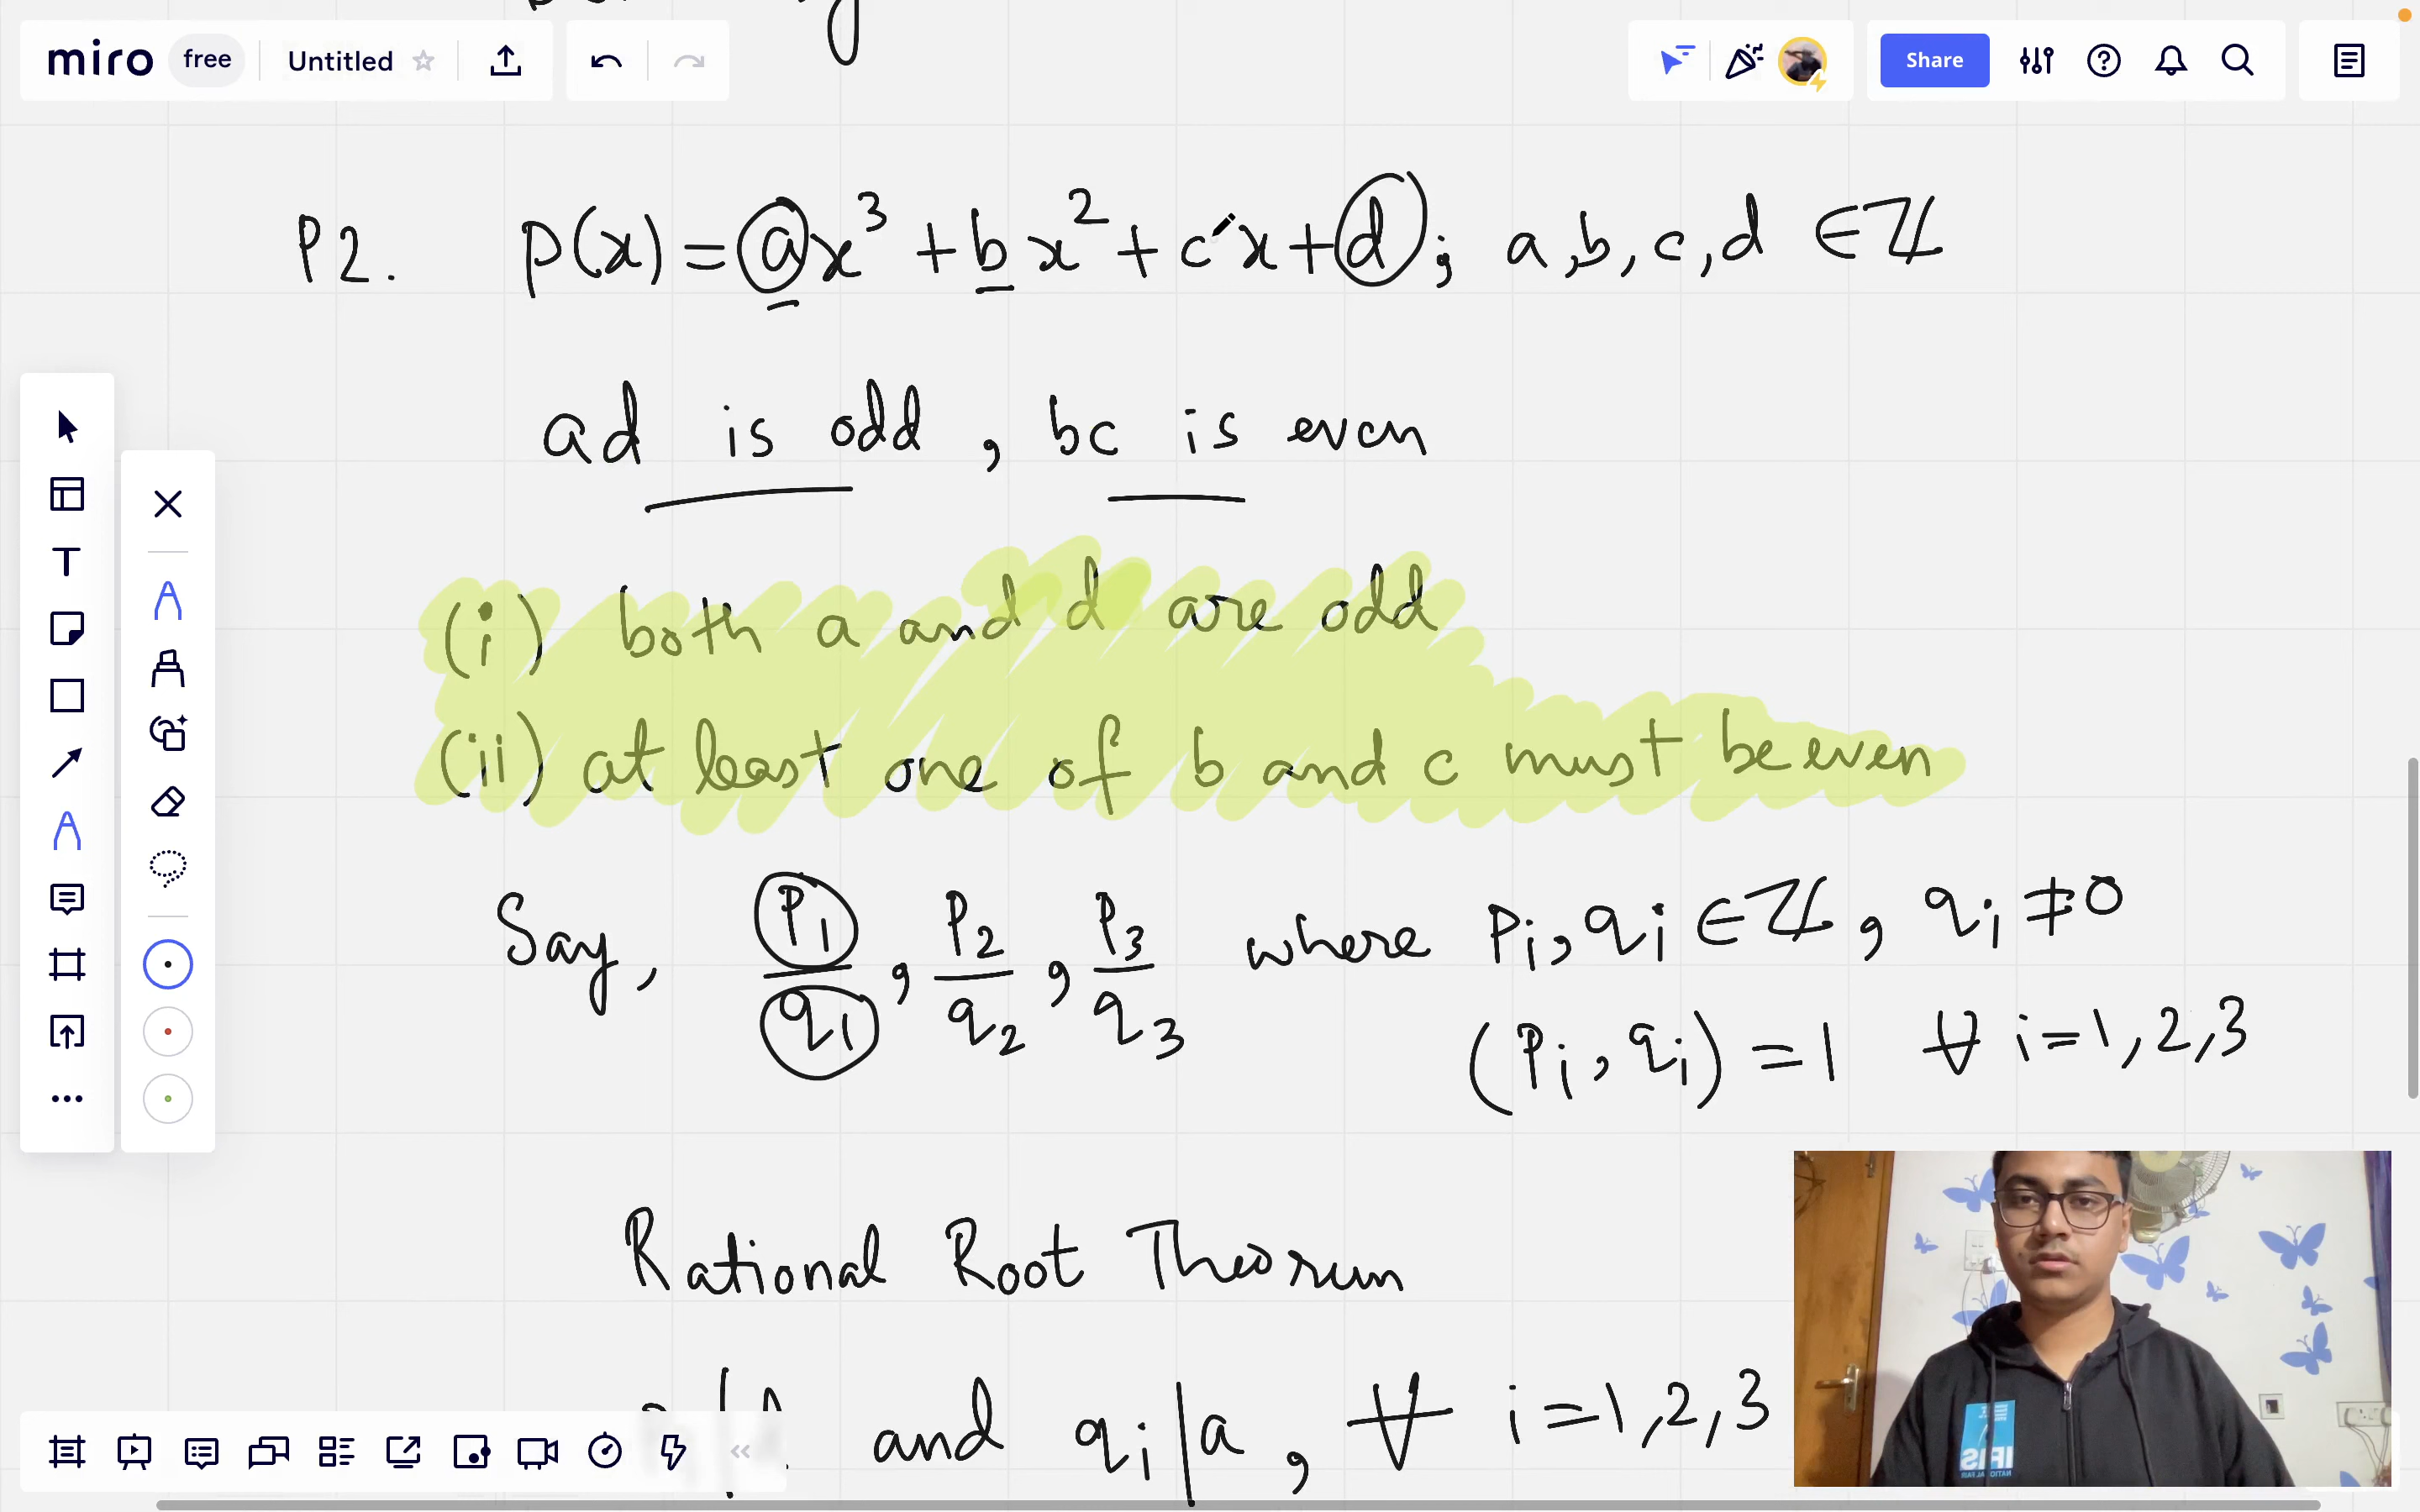 miro free Untitled Share
P2. p(x) = ax³ + bx² + cx + d ; a, b, c, d ∈ ℤ
ad is odd , bc is even
(i) both a and d are odd
(ii) at least one of b and c must be even
Say, P₁/q₁ , P₂/q₂ , P₃/q₃ where Pᵢ, qᵢ ∈ ℤ , qᵢ ≠ 0
(Pᵢ, qᵢ) = 1 ∀ i = 1, 2, 3
Rational Root Theorem
and qᵢ | a , ∀ i = 1, 2, 3